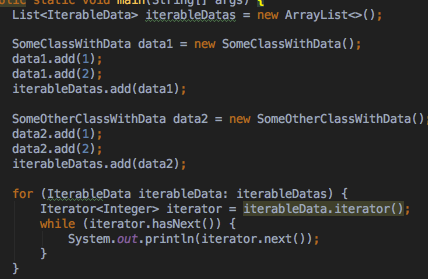 public static void main(String[] args) {
List<IterableData> iterableDatas = new ArrayList<>();
SomeClassWithData data1 = new SomeClassWithData();
data1.add(1);
data1.add(2);
iterableDatas.add(data1);
SomeOtherClassWithData data2 = new SomeOtherClassWithData();
data2.add(1);
data2.add(2);
iterableDatas.add(data2);
for (IterableData iterableData: iterableDatas) {
Iterator<Integer> iterator = iterableData.iterator();
while (iterator.hasNext()) {
System.out.println(iterator.next());
}
}